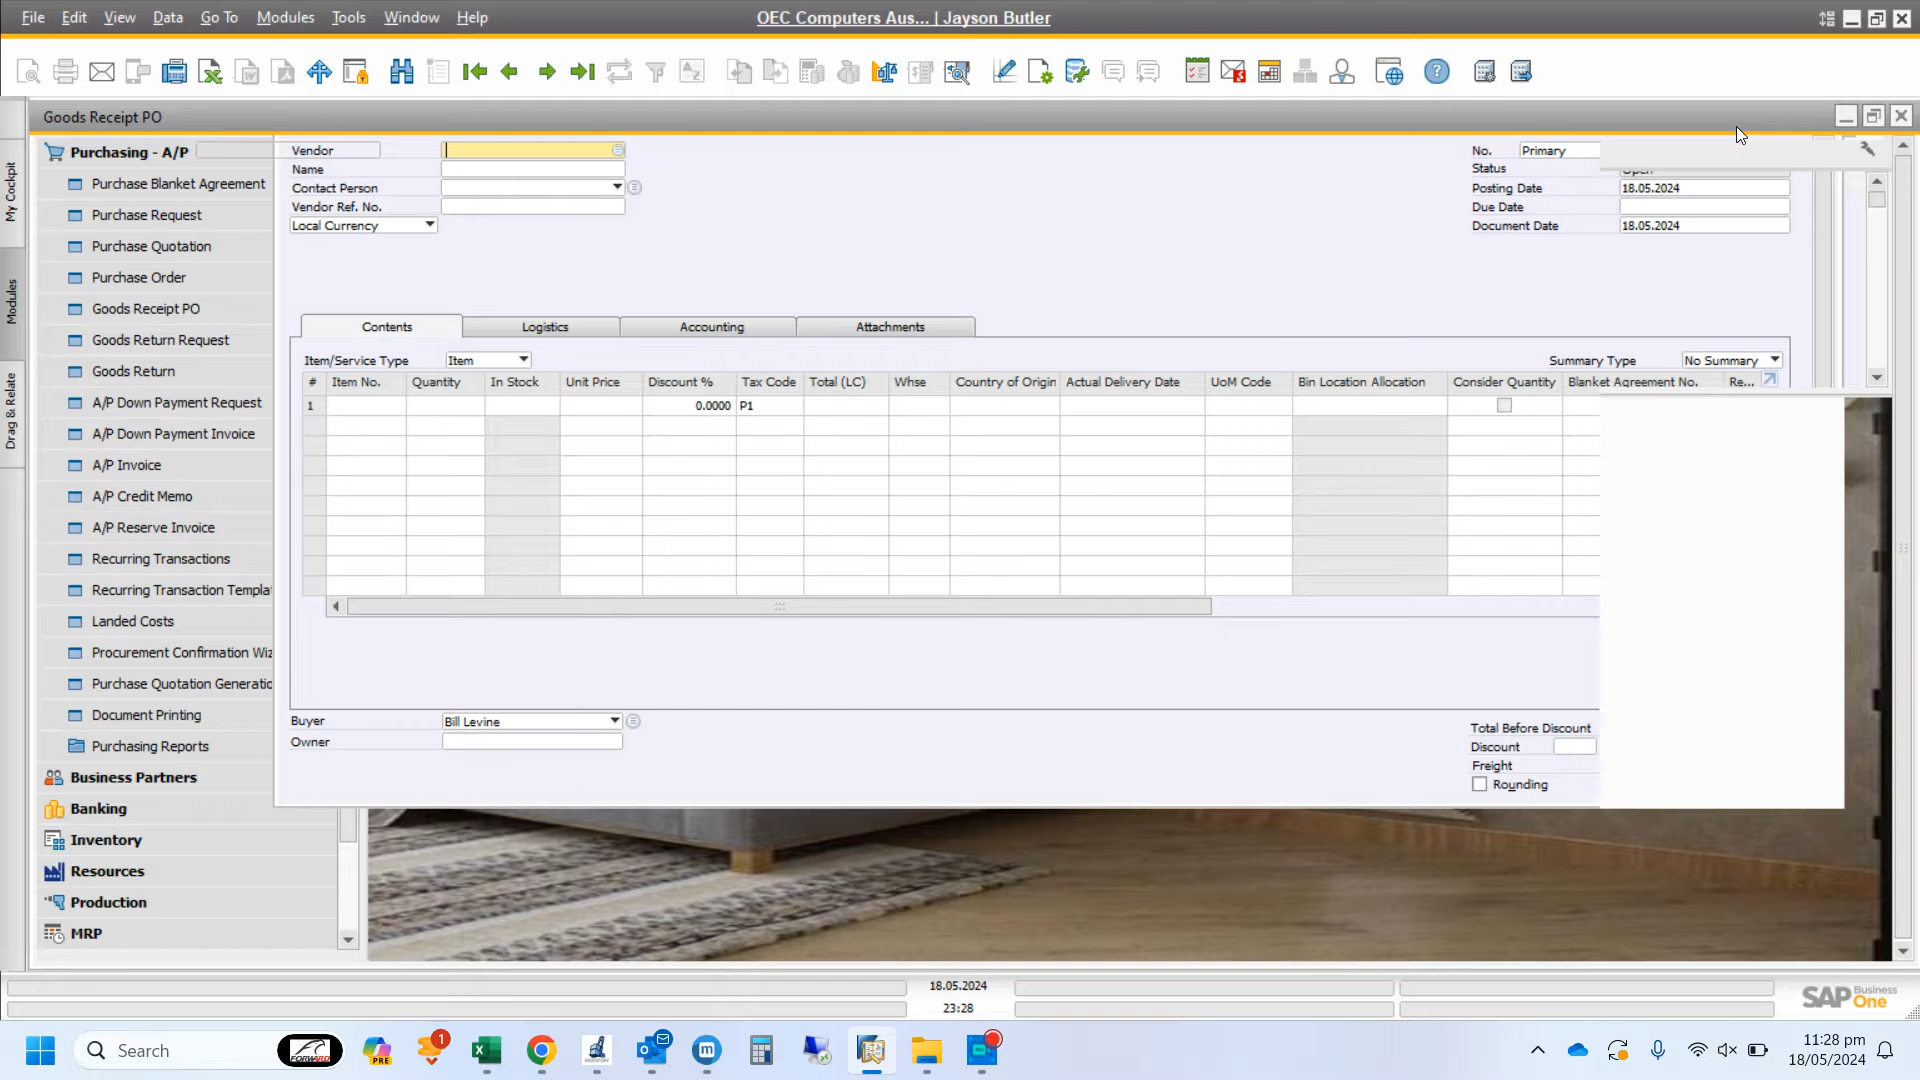 File Edit View Data Go To Modules Tools Window Help
OEC Computers Aus... | Jayson Butler
Goods Receipt PO
My Cockpit
Modules
Drag & Relate
Purchasing - A/P
Purchase Blanket Agreement
Purchase Request
Purchase Quotation
Purchase Order
Goods Receipt PO
Goods Return Request
Goods Return
A/P Down Payment Request
A/P Down Payment Invoice
A/P Invoice
A/P Credit Memo
A/P Reserve Invoice
Recurring Transactions
Recurring Transaction Templa
Landed Costs
Procurement Confirmation Wiz
Purchase Quotation Generatio
Document Printing
Purchasing Reports
Business Partners
Banking
Inventory
Resources
Production
MRP
Vendor
Name
Contact Person
Vendor Ref. No.
Local Currency
No. Primary
Status Open
Posting Date 18.05.2024
Due Date
Document Date 18.05.2024
Contents Logistics Accounting Attachments
Item/Service Type Item
Summary Type No Summary
# Item No. Quantity In Stock Unit Price Discount % Tax Code Total (LC) Whse Country of Origin Actual Delivery Date UoM Code Bin Location Allocation Consider Quantity Blanket Agreement No. Re...
1 0.0000 P1
Buyer Bill Levine
Owner
Total Before Discount
Discount
Freight
Rounding
18.05.2024
23:28
SAP Business One
Search
FORWARD
PRE
1
INVENTORY
m
11:28 pm
18/05/2024